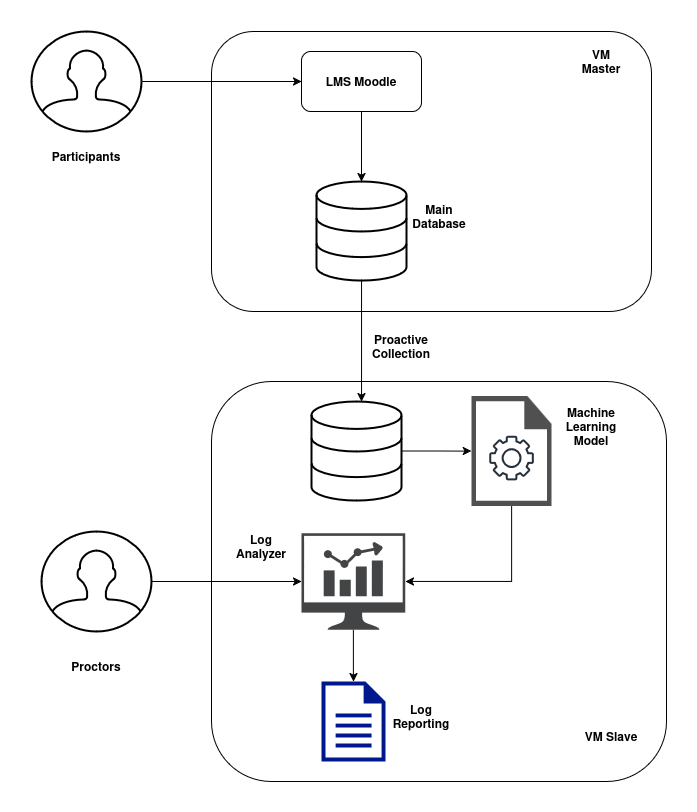 LMS Moodle
VM
Master
Participants
Main
Database
Proactive
Collection
Machine
Learning
Model
Log
Analyzer
Proctors
Log
Reporting
VM Slave